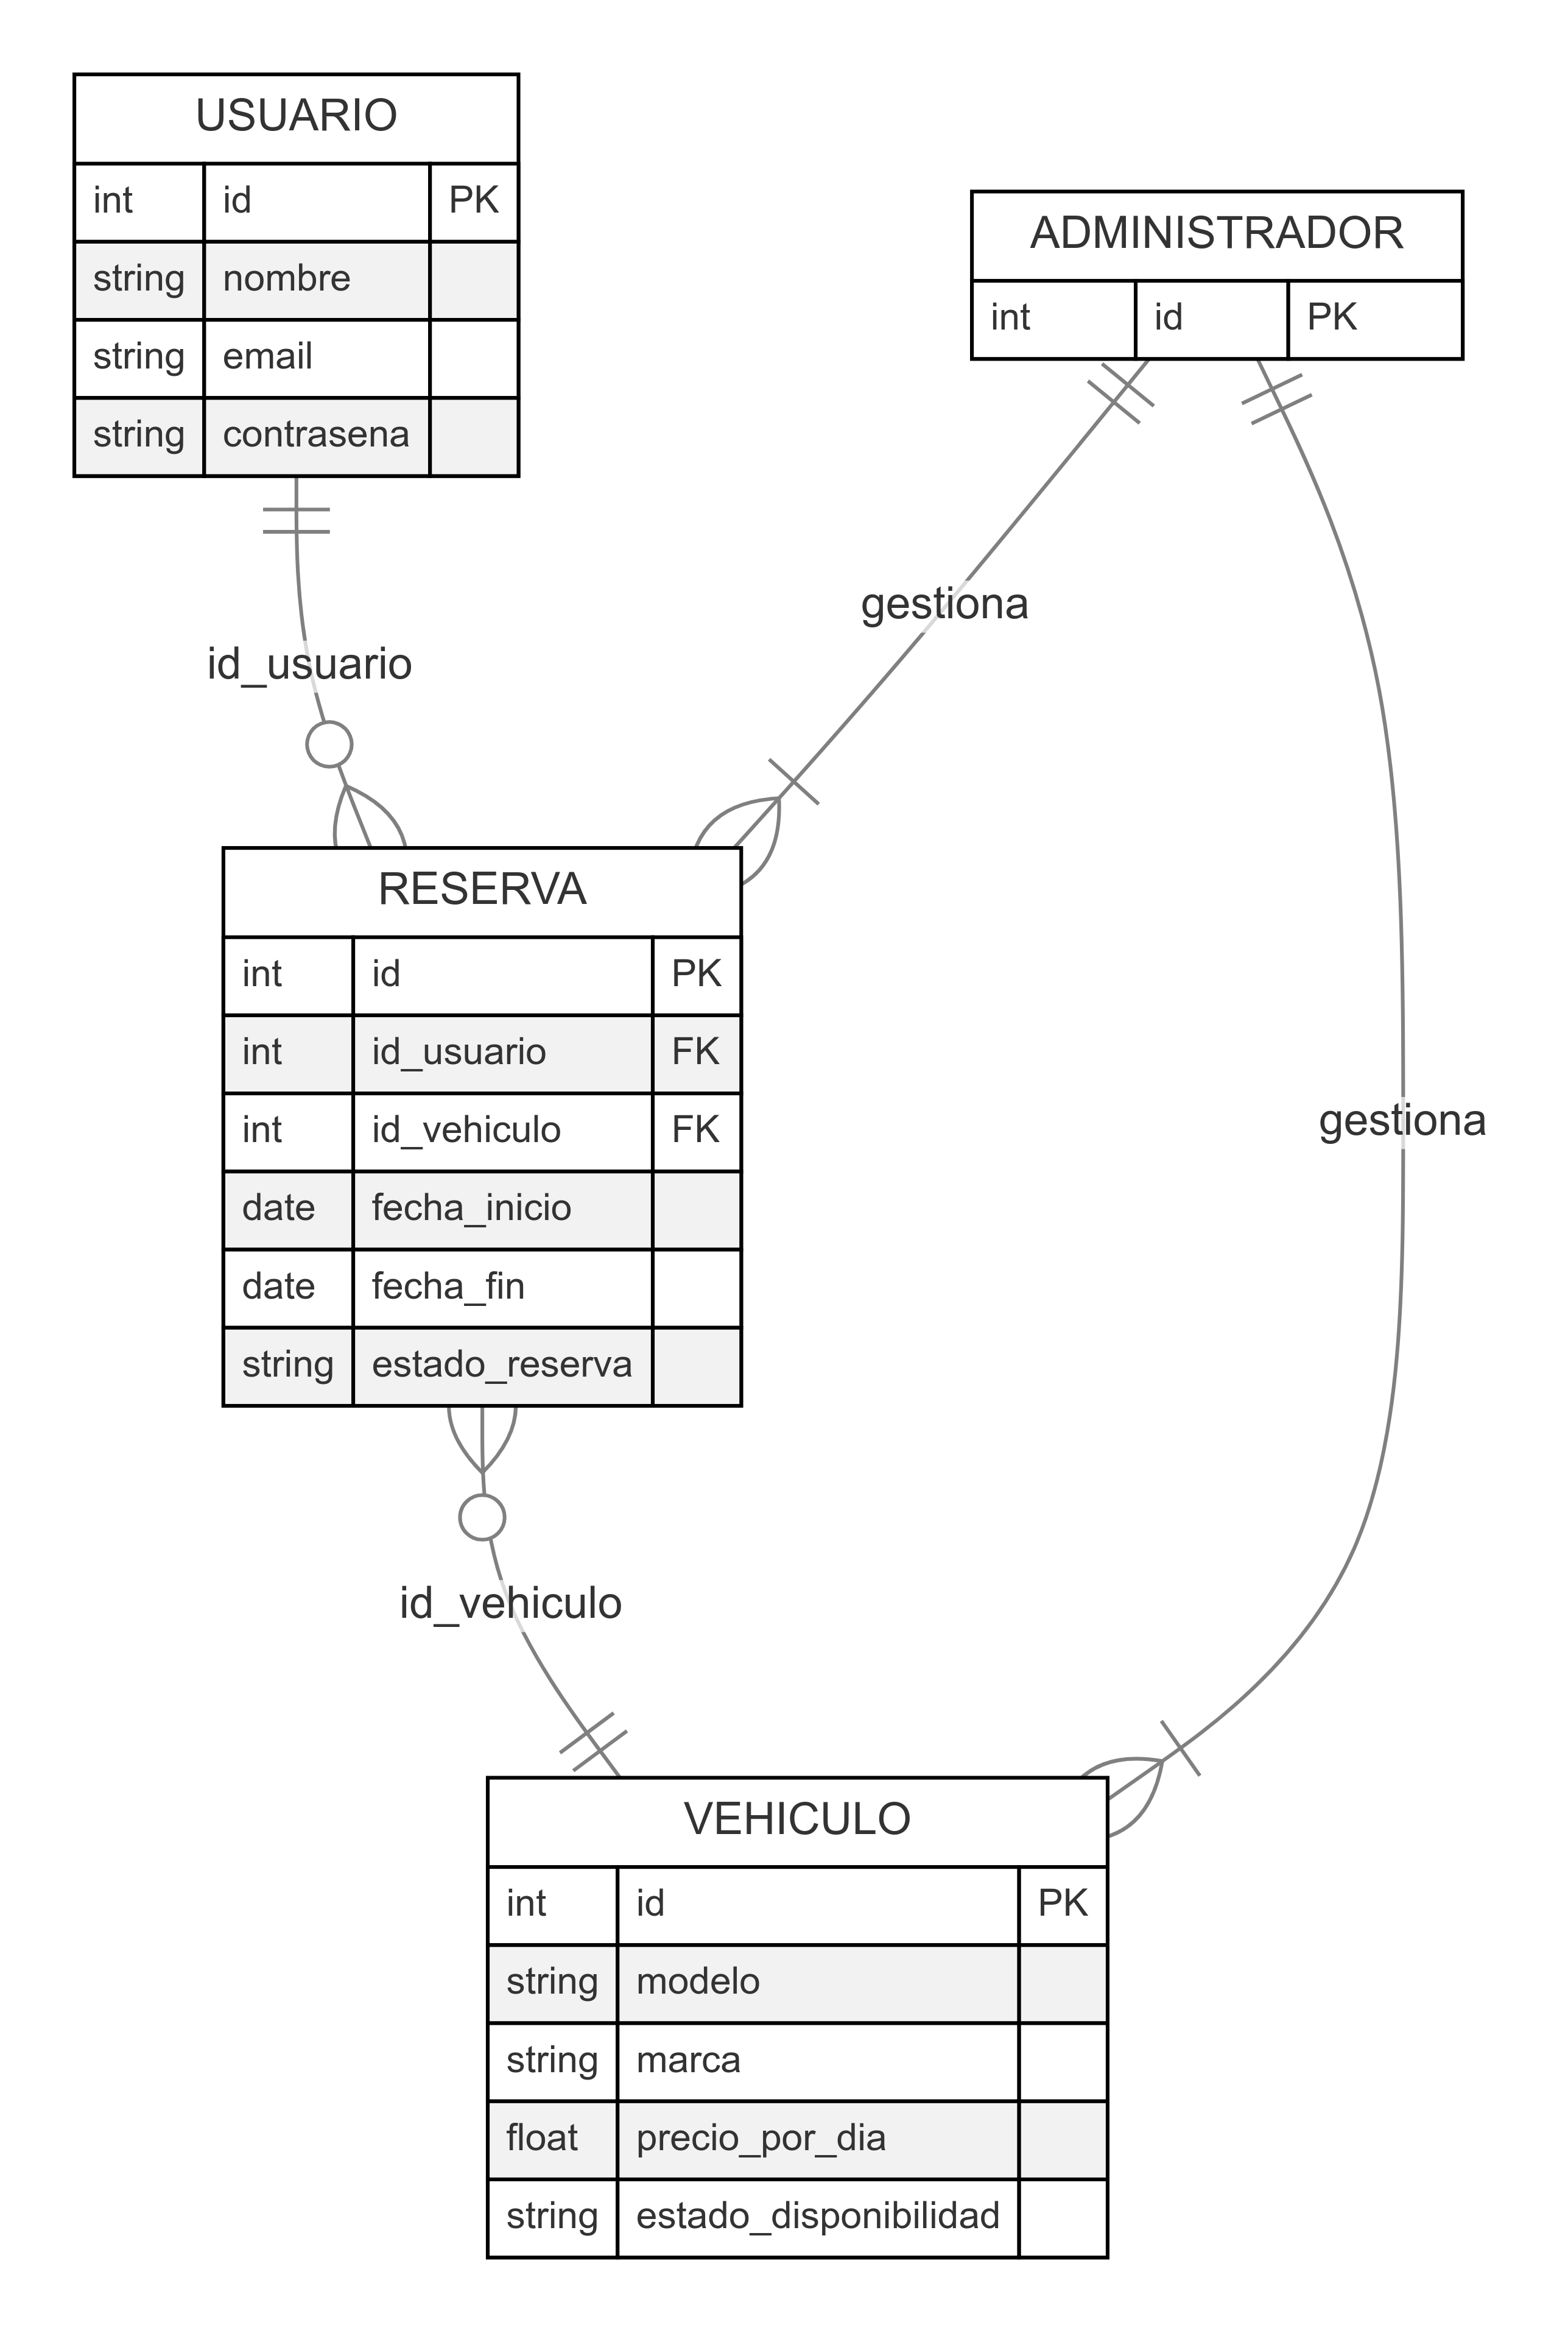 USUARIO
int id PK
string nombre
string email
string contrasena
ADMINISTRADOR
int id PK
gestiona
id_usuario
RESERVA
int id PK
int id_usuario FK
int id_vehiculo FK
date fecha_inicio
date fecha_fin
string estado_reserva
gestiona
id_vehiculo
VEHICULO
int id PK
string modelo
string marca
float precio_por_dia
string estado_disponibilidad